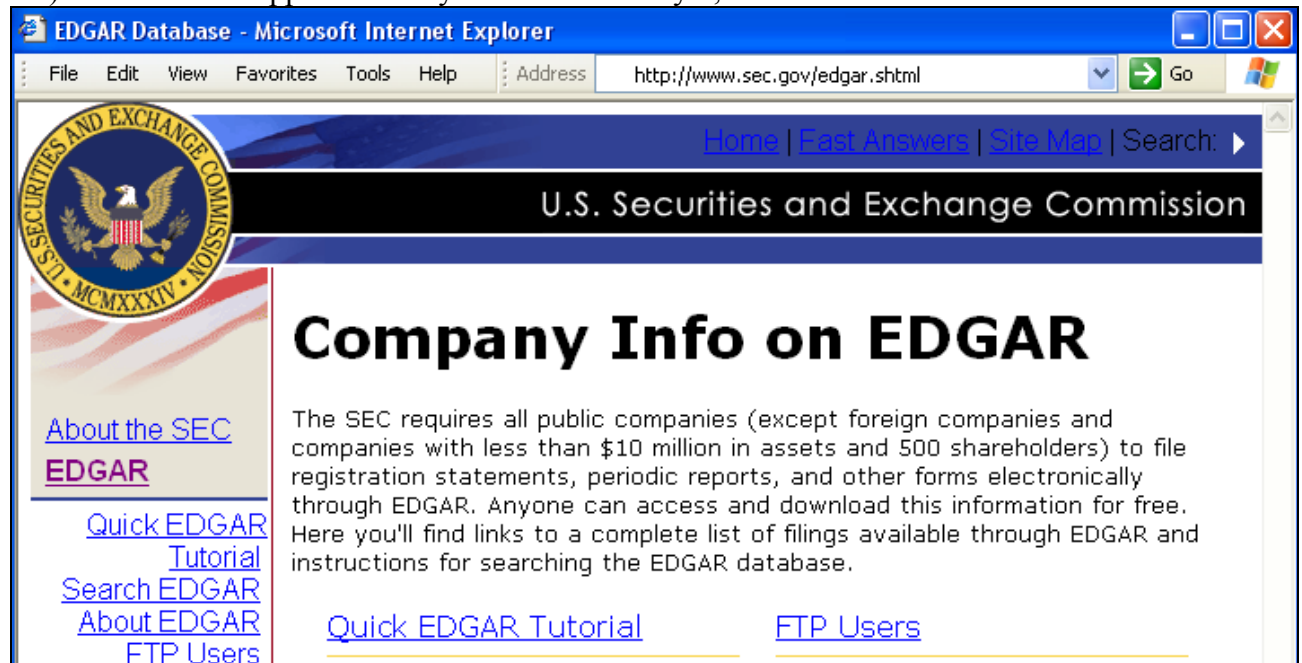 EDGAR Database - Microsoft Internet Explorer
File Edit View Favorites Tools Help Address http://www.sec.gov/edgar.shtml Go
U.S. SECURITIES AND EXCHANGE COMMISSION
MCMXXXIV
Home | Fast Answers | Site Map | Search:
U.S. Securities and Exchange Commission
About the SEC
EDGAR
Quick EDGAR
Tutorial
Search EDGAR
About EDGAR
FTP Users
Company Info on EDGAR
The SEC requires all public companies (except foreign companies and
companies with less than $10 million in assets and 500 shareholders) to file
registration statements, periodic reports, and other forms electronically
through EDGAR. Anyone can access and download this information for free.
Here you'll find links to a complete list of filings available through EDGAR and
instructions for searching the EDGAR database.
Quick EDGAR Tutorial FTP Users